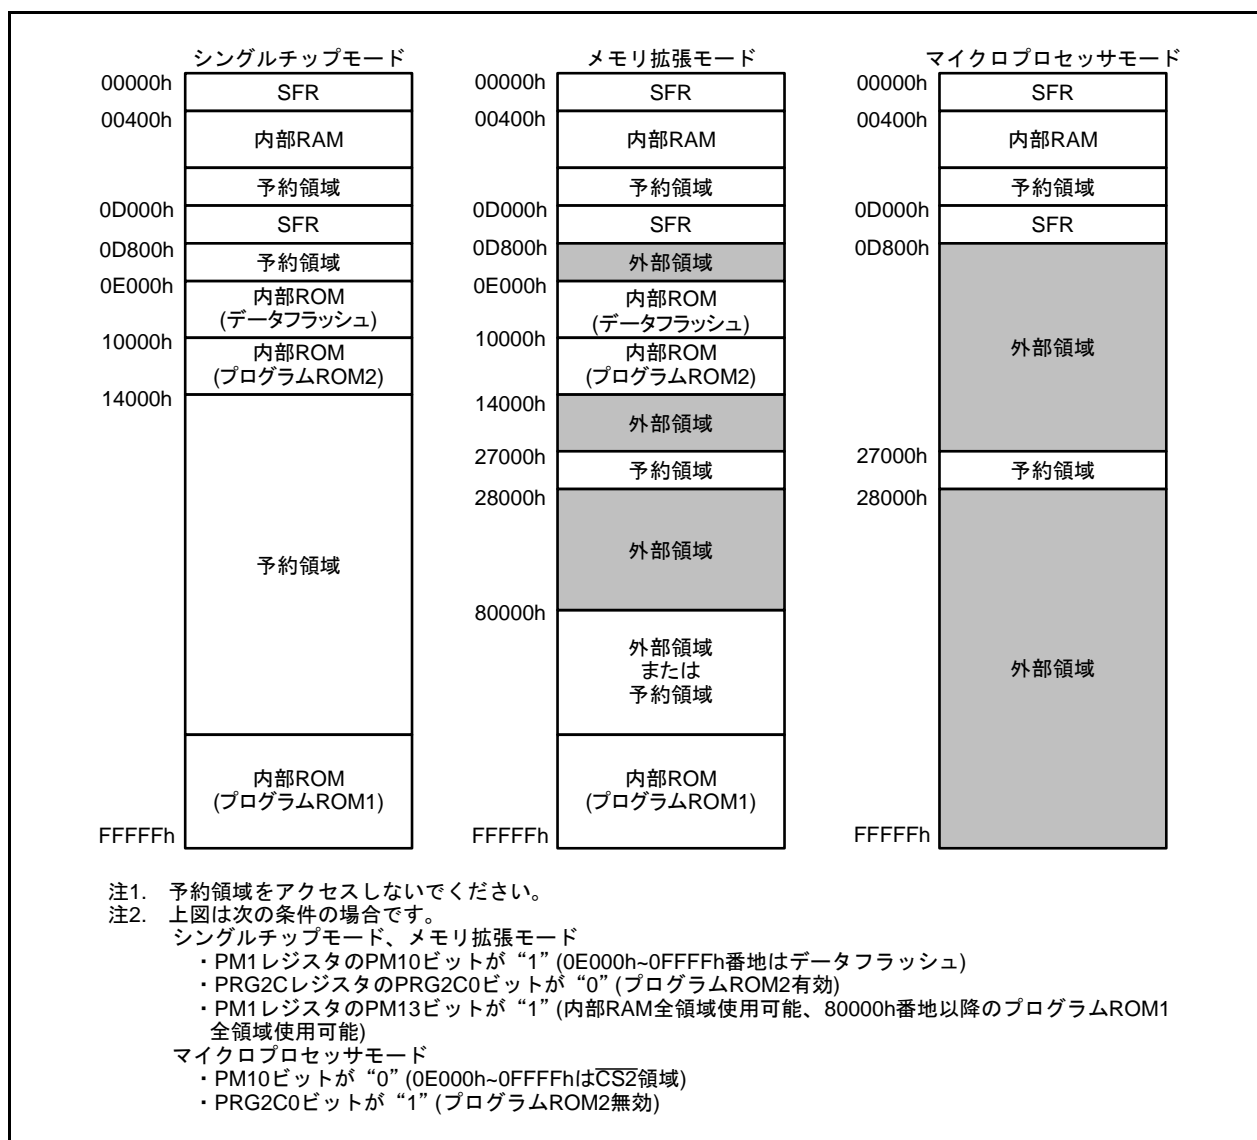 シングルチップモード
00000h
SFR
00400h
内部RAM
予約領域
0D000h
SFR
0D800h
予約領域
0E000h
内部ROM
(データフラッシュ)
10000h
内部ROM
(プログラムROM2)
14000h
予約領域
内部ROM
(プログラムROM1)
FFFFFh
メモリ拡張モード
00000h
SFR
00400h
内部RAM
予約領域
0D000h
SFR
0D800h
外部領域
0E000h
内部ROM
(データフラッシュ)
10000h
内部ROM
(プログラムROM2)
14000h
外部領域
27000h
予約領域
28000h
外部領域
80000h
外部領域
または
予約領域
内部ROM
(プログラムROM1)
FFFFFh
マイクロプロセッサモード
00000h
SFR
00400h
内部RAM
予約領域
0D000h
SFR
0D800h
外部領域
27000h
予約領域
28000h
外部領域
FFFFFh
注1. 予約領域をアクセスしないでください。
注2. 上図は次の条件の場合です。
シングルチップモード、メモリ拡張モード
・PM1レジスタのPM10ビットが“1” (0E000h~0FFFFh番地はデータフラッシュ)
・PRG2CレジスタのPRG2C0ビットが“0” (プログラムROM2有効)
・PM1レジスタのPM13ビットが“1” (内部RAM全領域使用可能、80000h番地以降のプログラムROM1
全領域使用可能)
マイクロプロセッサモード
・PM10ビットが“0” (0E000h~0FFFFhはCS2領域)
・PRG2C0ビットが“1” (プログラムROM2無効)